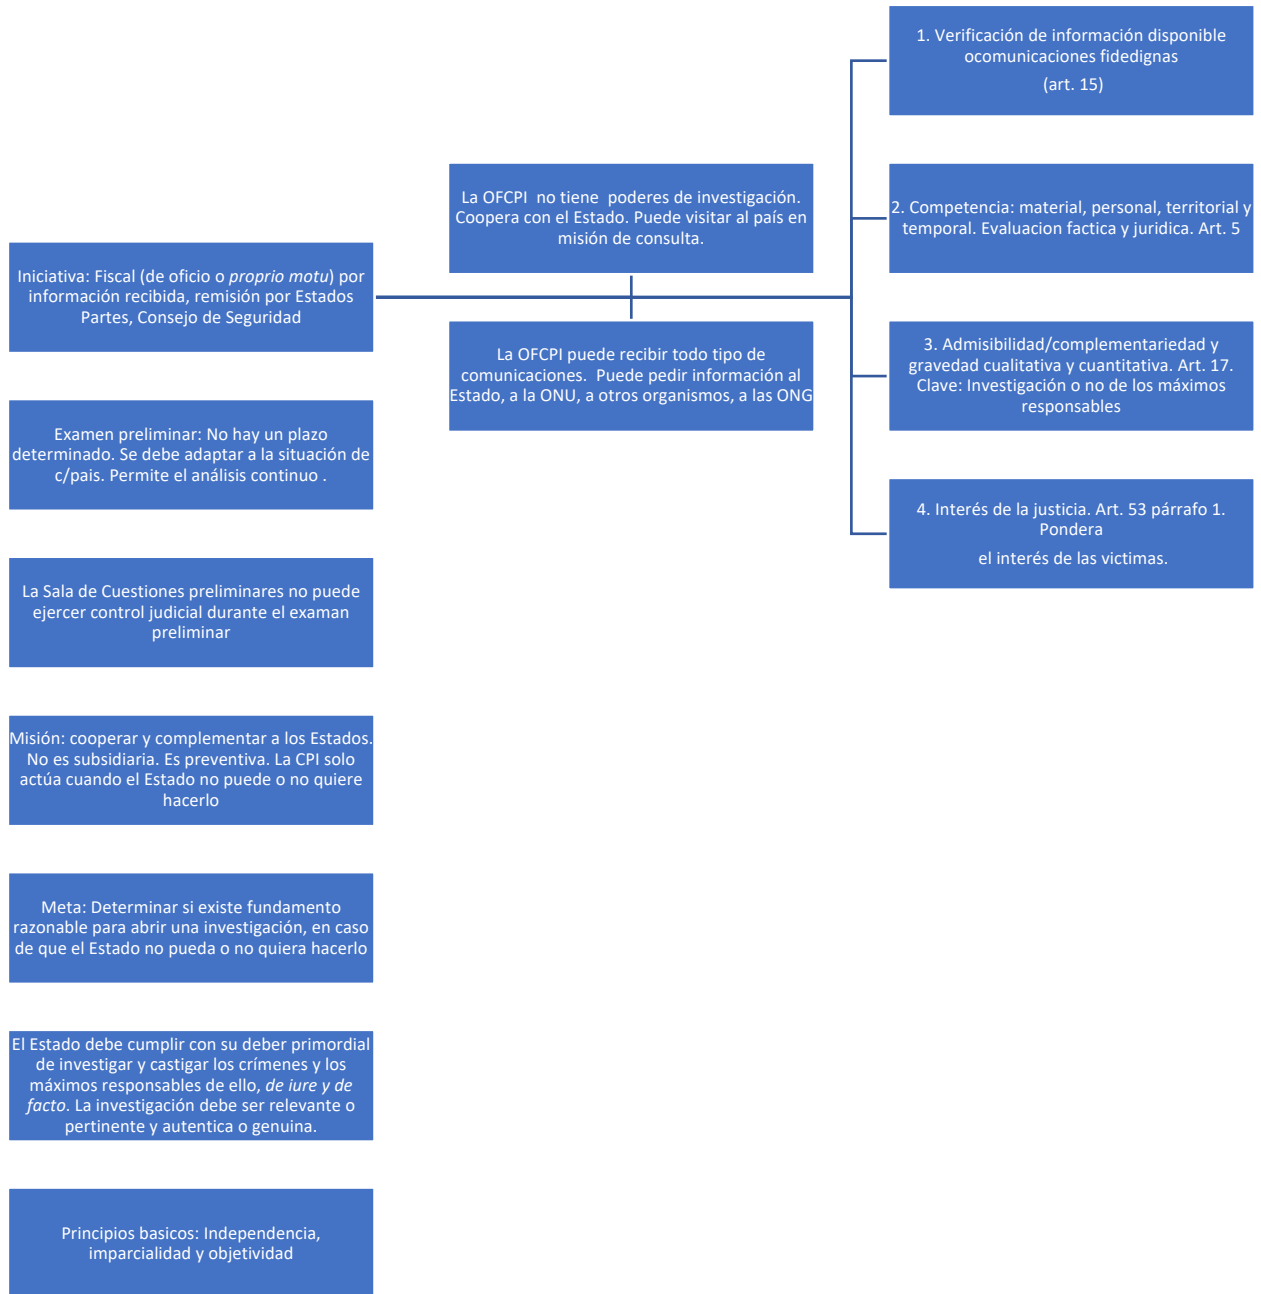 Iniciativa: Fiscal (de oficio o proprio motu) por
información recibida, remisión por Estados
Partes, Consejo de Seguridad
Examen preliminar: No hay un plazo
determinado. Se debe adaptar a la situación de
c/pais. Permite el análisis continuo .
La Sala de Cuestiones preliminares no puede
ejercer control judicial durante el examan
preliminar
Misión: cooperar y complementar a los Estados.
No es subsidiaria. Es preventiva. La CPI solo
actúa cuando el Estado no puede o no quiere
hacerlo
Meta: Determinar si existe fundamento
razonable para abrir una investigación, en caso
de que el Estado no pueda o no quiera hacerlo
El Estado debe cumplir con su deber primordial
de investigar y castigar los crímenes y los
máximos responsables de ello, de iure y de
facto. La investigación debe ser relevante o
pertinente y autentica o genuina.
Principios basicos: Independencia,
imparcialidad y objetividad
La OFCPI  no tiene  poderes de investigación.
Coopera con el Estado. Puede visitar al país en
misión de consulta.
La OFCPI puede recibir todo tipo de
comunicaciones.  Puede pedir información al
Estado, a la ONU, a otros organismos, a las ONG
1. Verificación de información disponible
ocomunicaciones fidedignas
(art. 15)
2. Competencia: material, personal, territorial y
temporal. Evaluacion factica y juridica. Art. 5
3. Admisibilidad/complementariedad y
gravedad cualitativa y cuantitativa. Art. 17.
Clave: Investigación o no de los máximos
responsables
4. Interés de la justicia. Art. 53 párrafo 1.
Pondera
el interés de las victimas.